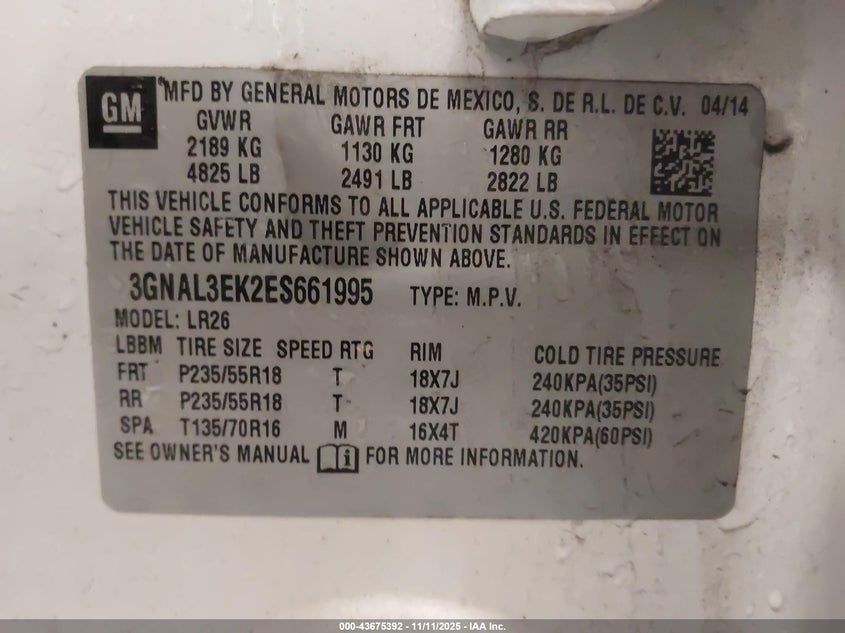 GM
MFD BY GENERAL MOTORS DE MEXICO, S. DE R.L. DE C.V. 04/14
GVWR GAWR FRT GAWR RR
2189 KG 1130 KG 1280 KG
4825 LB 2491 LB 2822 LB
THIS VEHICLE CONFORMS TO ALL APPLICABLE U.S. FEDERAL MOTOR
VEHICLE SAFETY AND THEFT PREVENTION STANDARDS IN EFFECT ON
THE DATE OF MANUFACTURE SHOWN ABOVE.
3GNAL3EK2ES661995 TYPE: M.P.V.
MODEL: LR26
LBBM TIRE SIZE SPEED RTG RIM COLD TIRE PRESSURE
FRT P235/55R18 T 18X7J 240KPA(35PSI)
RR P235/55R18 T 18X7J 240KPA(35PSI)
SPA T135/70R16 M 16X4T 420KPA(60PSI)
SEE OWNER'S MANUAL i FOR MORE INFORMATION.
000-43675392 - 11/11/2025 - IAA Inc.